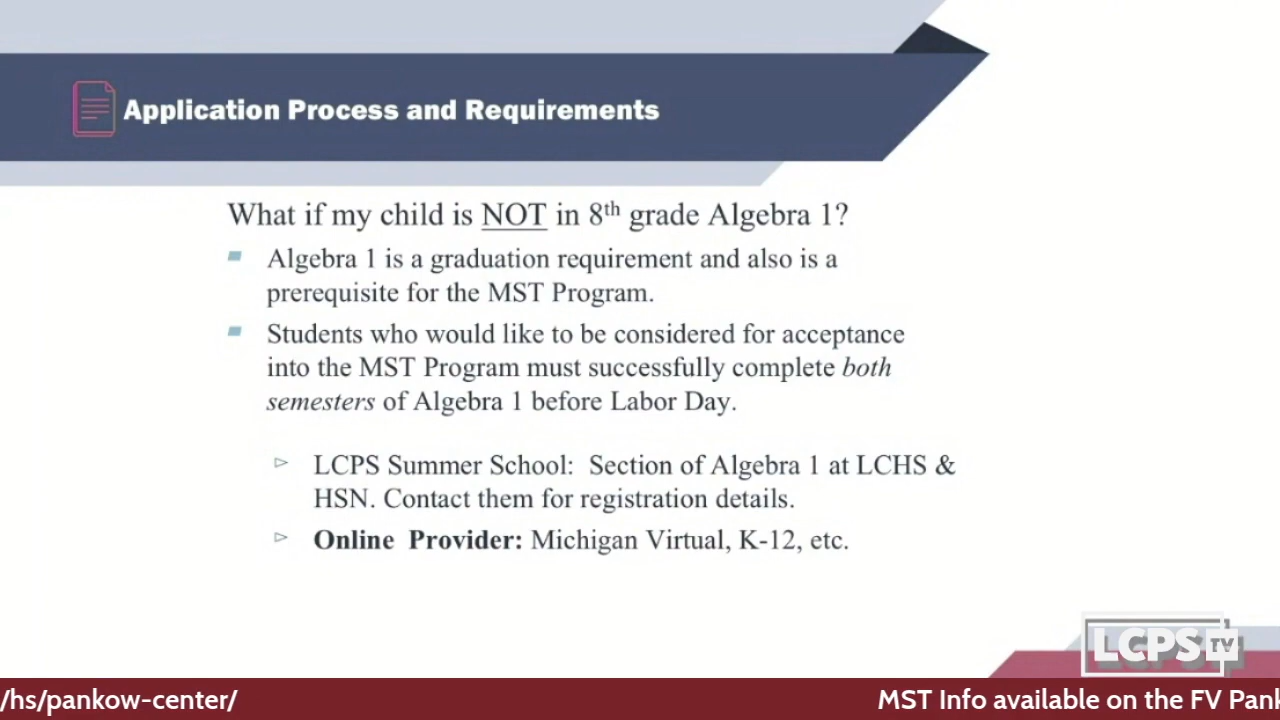 Application Process and Requirements
What if my child is NOT in 8th grade Algebra 1?
Algebra 1 is a graduation requirement and also is a
prerequisite for the MST Program.
Students who would like to be considered for acceptance
into the MST Program must successfully complete both
semesters of Algebra 1 before Labor Day.
LCPS Summer School: Section of Algebra 1 at LCHS &
HSN. Contact them for registration details.
Online Provider: Michigan Virtual, K-12, etc.
LCPS TV
/hs/pankow-center/
MST Info available on the FV Pank